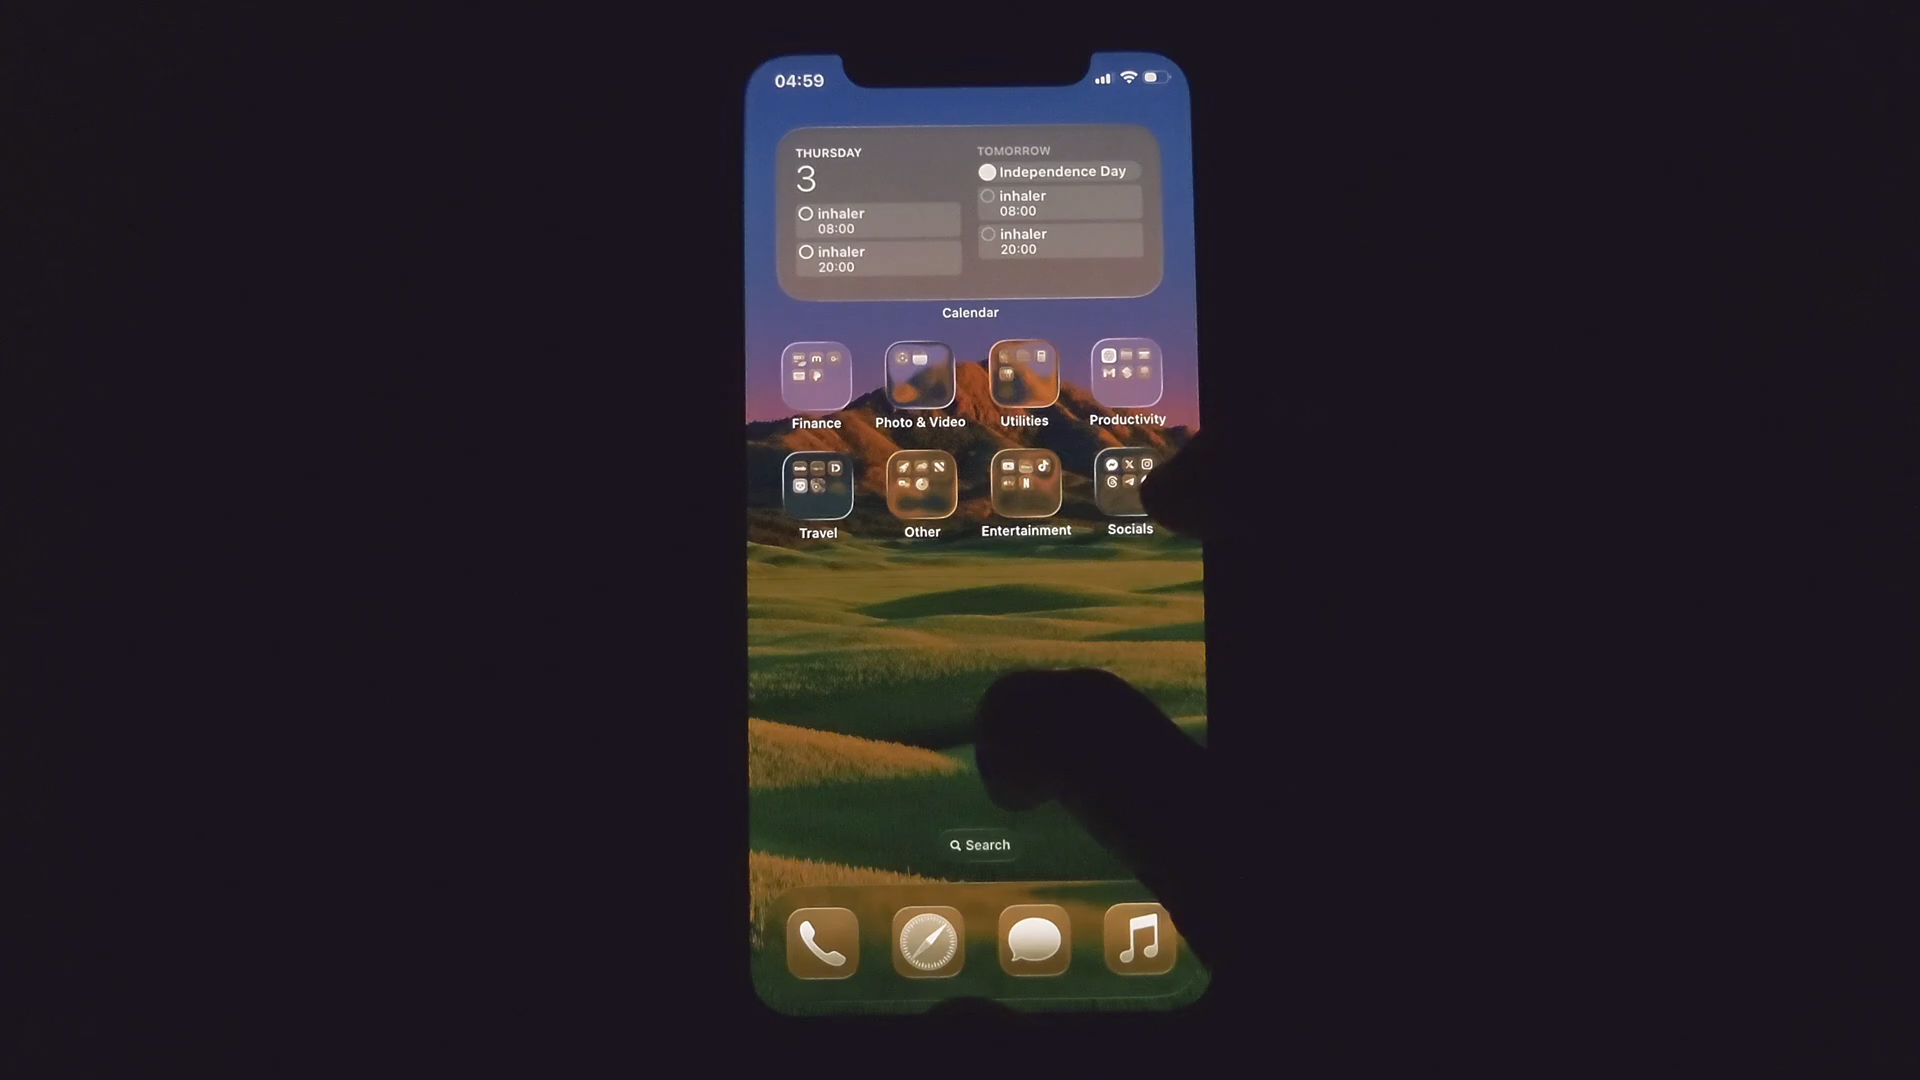 04:59
THURSDAY
3
inhaler
08:00
inhaler
20:00
TOMORROW
Independence Day
inhaler
08:00
inhaler
20:00
Calendar
Finance
Photo & Video
Utilities
Productivity
Travel
Other
Entertainment
Socials
Search